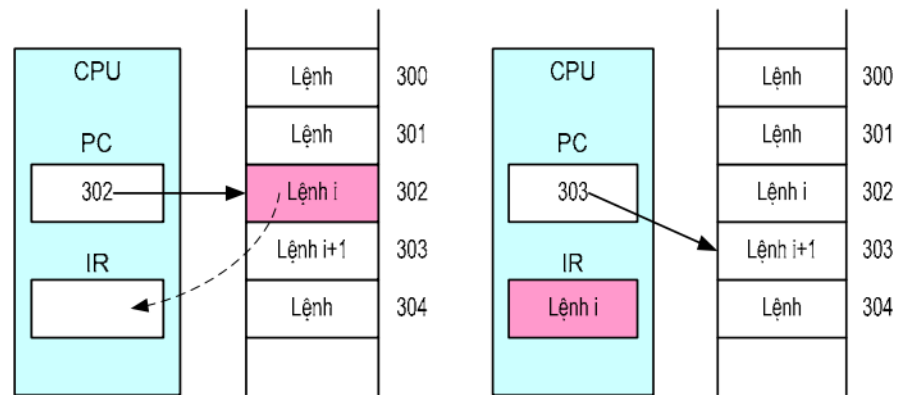 CPU
PC
302
IR
Lệnh 300
Lệnh 301
Lệnh i 302
Lệnh i+1 303
Lệnh 304
CPU
PC
303
IR
Lệnh i
Lệnh 300
Lệnh 301
Lệnh i 302
Lệnh i+1 303
Lệnh 304